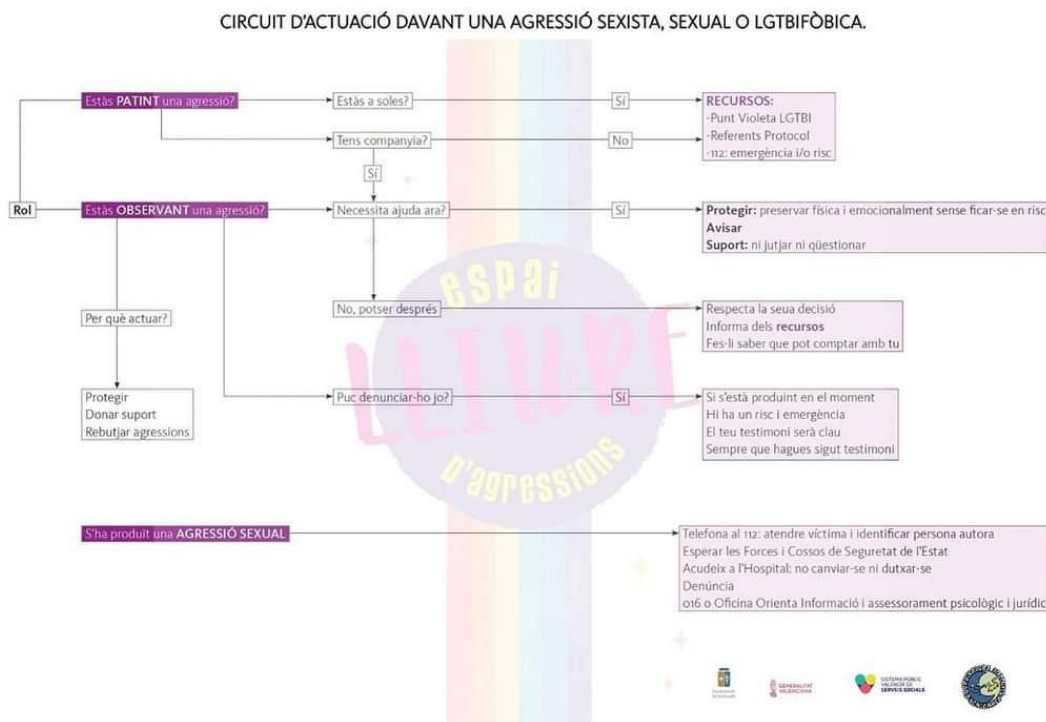 CIRCUIT D'ACTUACIÓ DAVANT UNA AGRESSIÓ SEXISTA, SEXUAL O LGTBIFÒBICA.
Estàs PATINT una agressió?
Estàs a soles?
Sí
RECURSOS:
-Punt Violeta LGTBI
-Referents Protocol
-112: emergència i/o risc
Tens companyia?
No
Sí
Rol
Estàs OBSERVANT una agressió?
Necessita ajuda ara?
Sí
Protegir: preservar física i emocionalment sense ficar-se en risc
Avisar
Suport: ni jutjar ni qüestionar
espai
LLIURE
D'agressions
No, potser després
Respecta la seua decisió
Informa dels recursos
Fes-li saber que pot comptar amb tu
Per què actuar?
Protegir
Donar suport
Rebutjar agressions
Puc denunciar-ho jo?
Sí
Si s'està produint en el moment
Hi ha un risc i emergència
El teu testimoni serà clau
Sempre que hagues sigut testimoni
S'ha produït una AGRESSIÓ SEXUAL
Telefona al 112: atendre víctima i identificar persona autora
Esperar les Forces i Cossos de Seguretat de l'Estat
Acudeix a l'Hospital: no canviar-se ni dutxar-se
Denúncia
016 o Oficina Orienta Informació i assessorament psicològic i jurídic
GENERALITAT
VALENCIANA
SISTEMA PÚBLIC
VALENCIÀ DE
SERVEIS SOCIALS